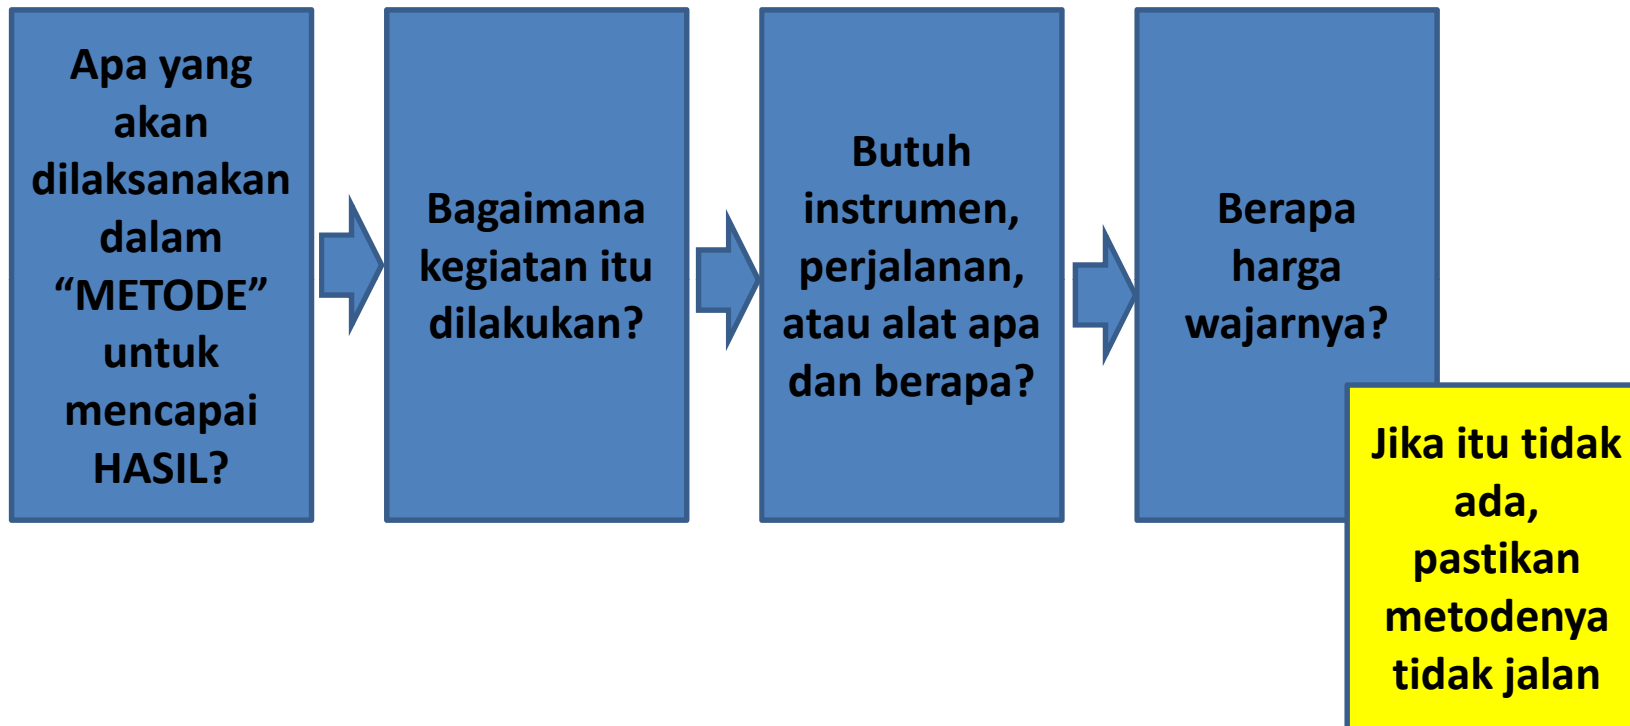 Apa yang
akan
dilaksanakan
dalam
“METODE”
untuk
mencapai
HASIL?
Bagaimana
kegiatan itu
dilakukan?
Butuh
instrumen,
perjalanan,
atau alat apa
dan berapa?
Berapa
harga
wajarnya?
Jika itu tidak
ada,
pastikan
metodenya
tidak jalan